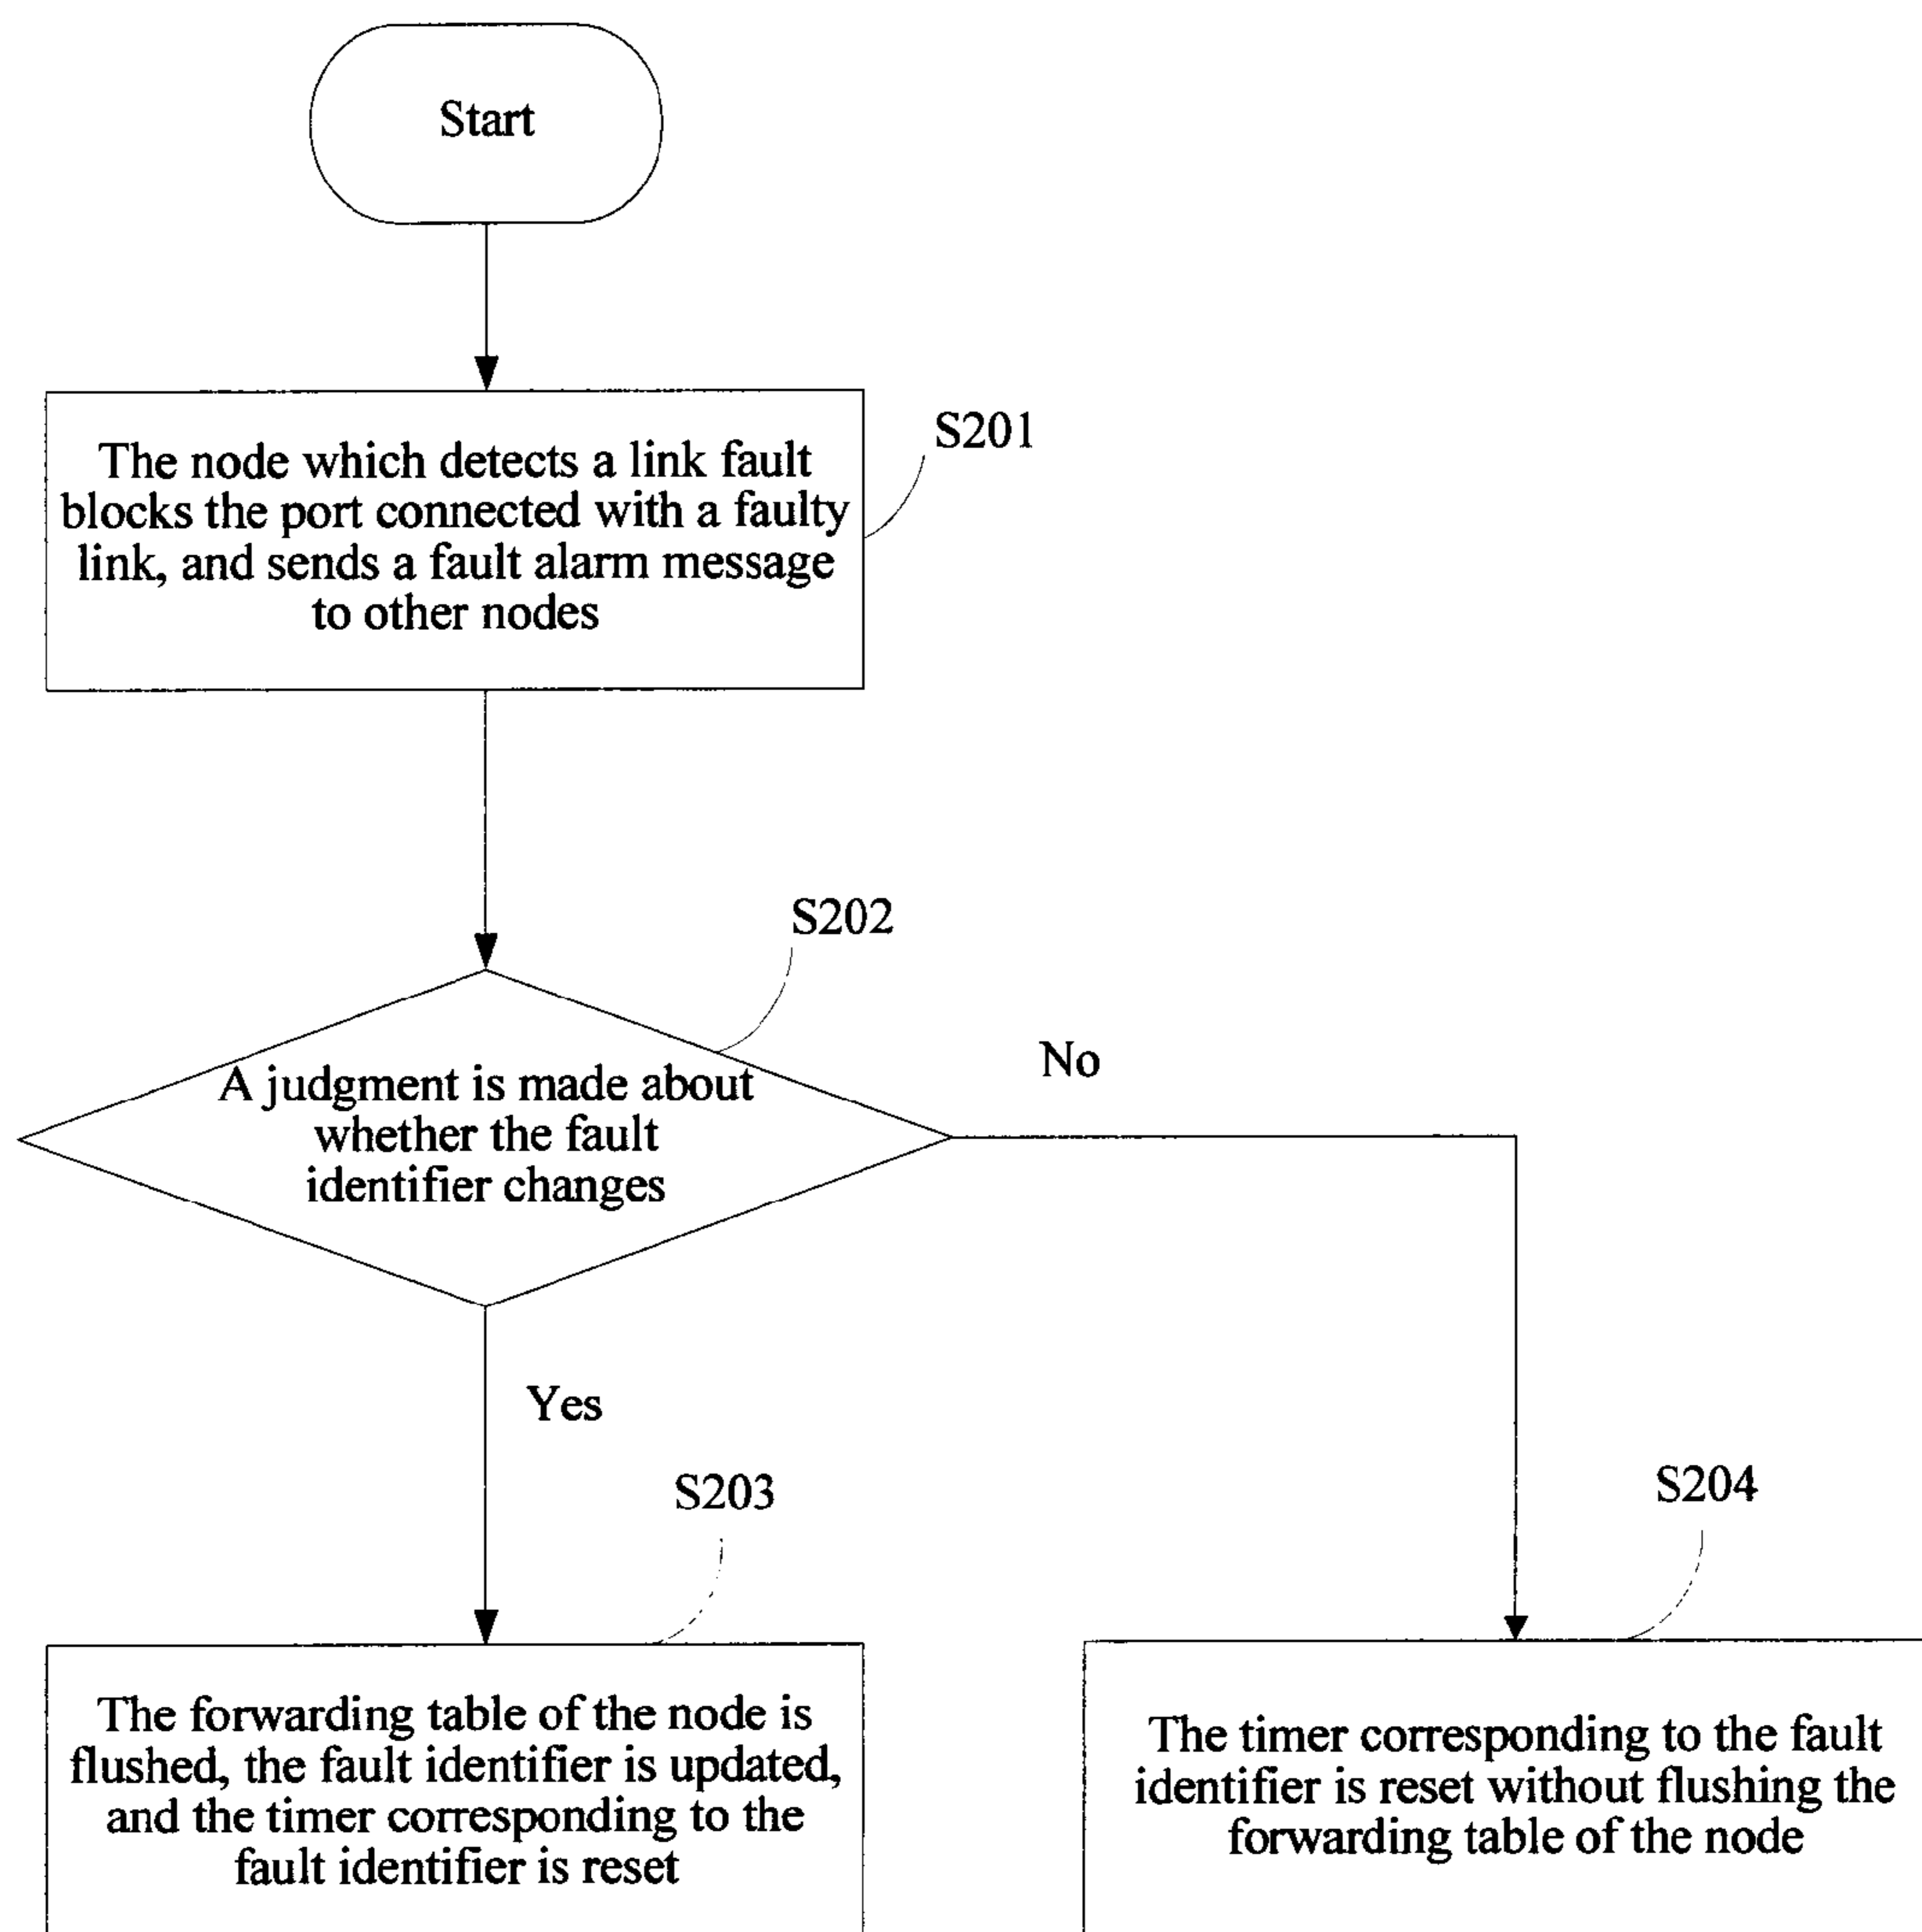 Start
S201
The node which detects a link fault
blocks the port connected with a faulty
link, and sends a fault alarm message
to other nodes
S202
A judgment is made about
whether the fault
identifier changes
No
Yes
S203
S204
The forwarding table of the node is
flushed, the fault identifier is updated,
and the timer corresponding to the
fault identifier is reset
The timer corresponding to the fault
identifier is reset without flushing the
forwarding table of the node